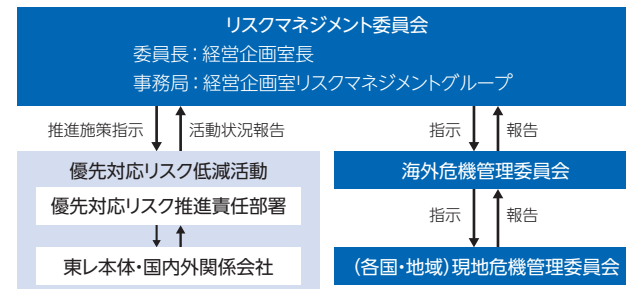 リスクマネジメント委員会
委員長：経営企画室長
事務局：経営企画室リスクマネジメントグループ
推進施策指示 活動状況報告
指示 報告
優先対応リスク低減活動
優先対応リスク推進責任部署
東レ本体・国内外関係会社
海外危機管理委員会
指示 報告
（各国・地域）現地危機管理委員会